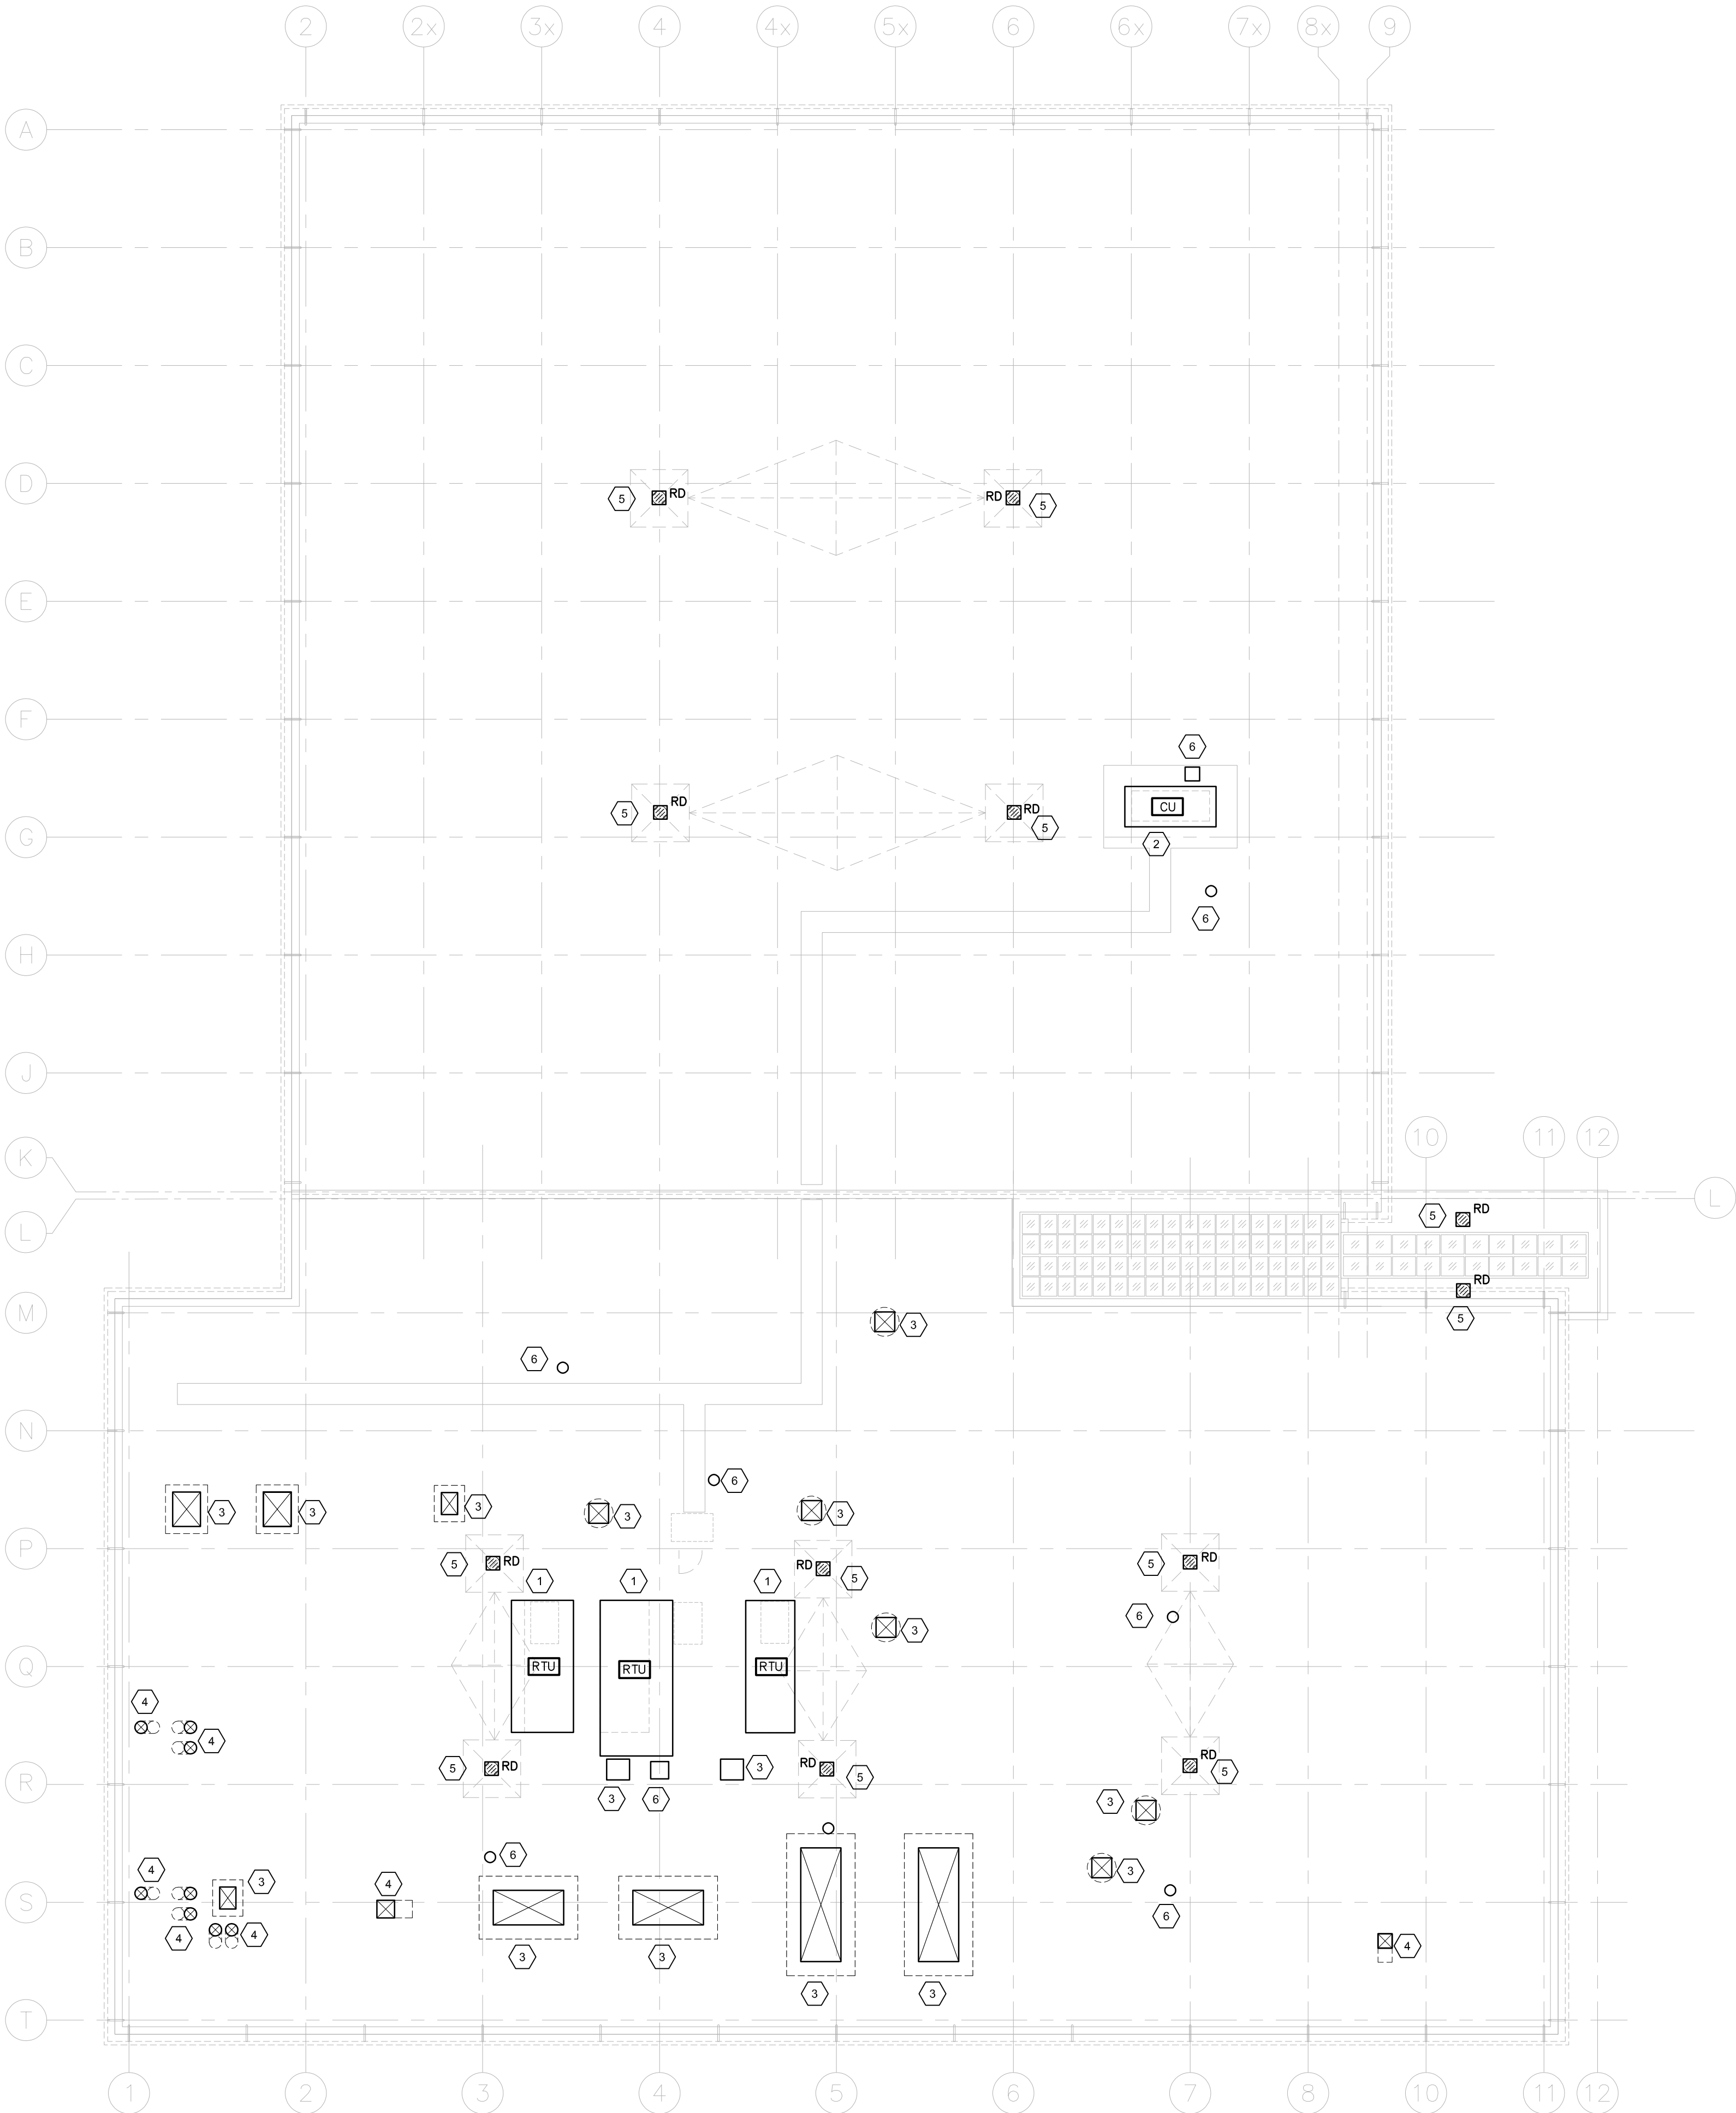 2 2x 3x 4 4x 5x 6 6x 7x 8x 9
A
B
C
D
5 RD RD 5
E
F
6
5 RD RD 5 CU
G
2
6
H
J
K 10 11 12
L L
5 RD
RD
M
3 5
6
N
6
3 3 3 3 3
P
5 RD RD 5 5 RD
1 1 1
6
3
Q
RTU RTU RTU
4
4
5 RD 3 RD 5 RD 5
R
3 6 3
6
4 3 4 3
S
4 4 6 4
3 3
3 3
T
1 2 3 4 5 6 7 8 10 11 12